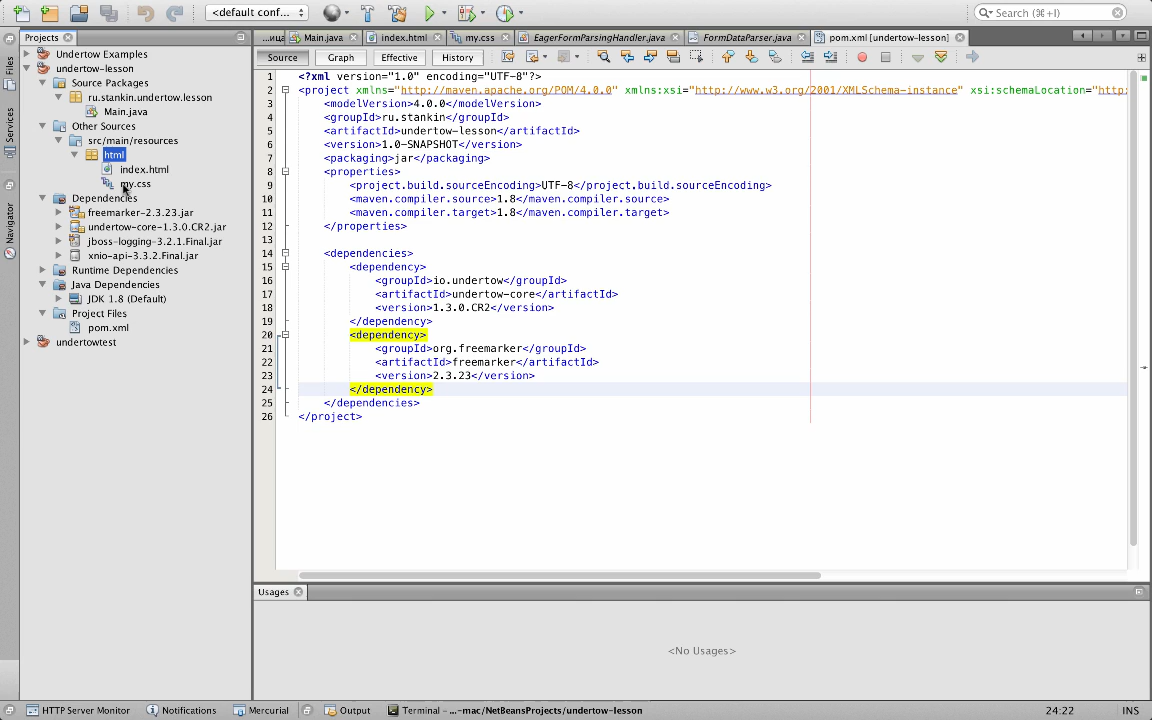 <default conf...
Search (⌘+I)
Projects
...ица
Main.java
index.html
my.css
EagerFormParsingHandler.java
FormDataParser.java
pom.xml [undertow-lesson]
Source
Graph
Effective
History
Files
Services
Navigator
Undertow Examples
undertow-lesson
Source Packages
ru.stankin.undertow.lesson
Main.java
Other Sources
src/main/resources
html
index.html
my.css
Dependencies
freemarker-2.3.23.jar
undertow-core-1.3.0.CR2.jar
jboss-logging-3.2.1.Final.jar
xnio-api-3.3.2.Final.jar
Runtime Dependencies
Java Dependencies
JDK 1.8 (Default)
Project Files
pom.xml
undertowtest
1 <?xml version="1.0" encoding="UTF-8"?>
2 <project xmlns="http://maven.apache.org/POM/4.0.0" xmlns:xsi="http://www.w3.org/2001/XMLSchema-instance" xsi:schemaLocation="http:
3 <modelVersion>4.0.0</modelVersion>
4 <groupId>ru.stankin</groupId>
5 <artifactId>undertow-lesson</artifactId>
6 <version>1.0-SNAPSHOT</version>
7 <packaging>jar</packaging>
8 <properties>
9 <project.build.sourceEncoding>UTF-8</project.build.sourceEncoding>
10 <maven.compiler.source>1.8</maven.compiler.source>
11 <maven.compiler.target>1.8</maven.compiler.target>
12 </properties>
13
14 <dependencies>
15 <dependency>
16 <groupId>io.undertow</groupId>
17 <artifactId>undertow-core</artifactId>
18 <version>1.3.0.CR2</version>
19 </dependency>
20 <dependency>
21 <groupId>org.freemarker</groupId>
22 <artifactId>freemarker</artifactId>
23 <version>2.3.23</version>
24 </dependency>
25 </dependencies>
26 </project>
Usages
<No Usages>
HTTP Server Monitor
Notifications
Mercurial
Output
Terminal - ...-mac/NetBeansProjects/undertow-lesson
24:22
INS